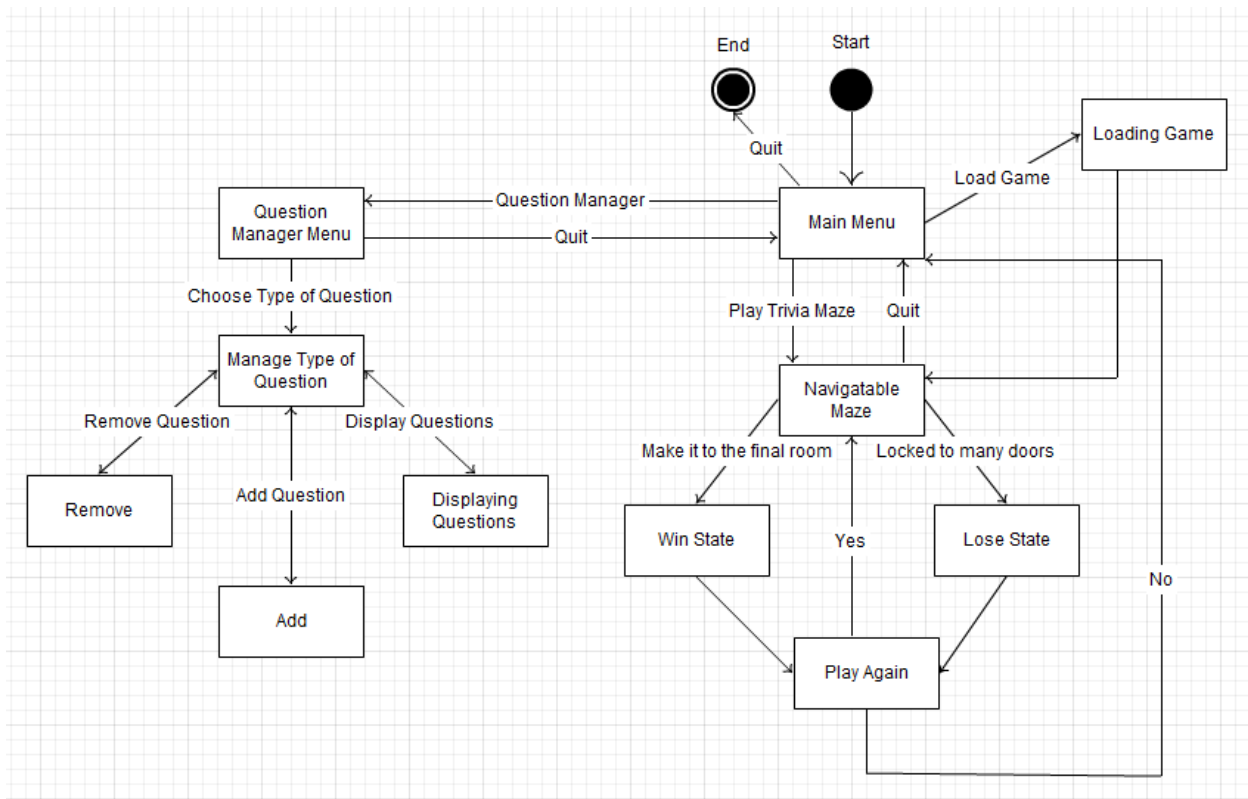 End
Start
Loading Game
Quit
Load Game
Question Manager
Question
Manager Menu
Main Menu
Quit
Choose Type of Question
Play Trivia Maze
Quit
Manage Type of
Question
Navigatable
Maze
Remove Question
Display Questions
Make it to the final room
Locked to many doors
Add Question
Remove
Displaying
Questions
Win State
Yes
Lose State
No
Add
Play Again